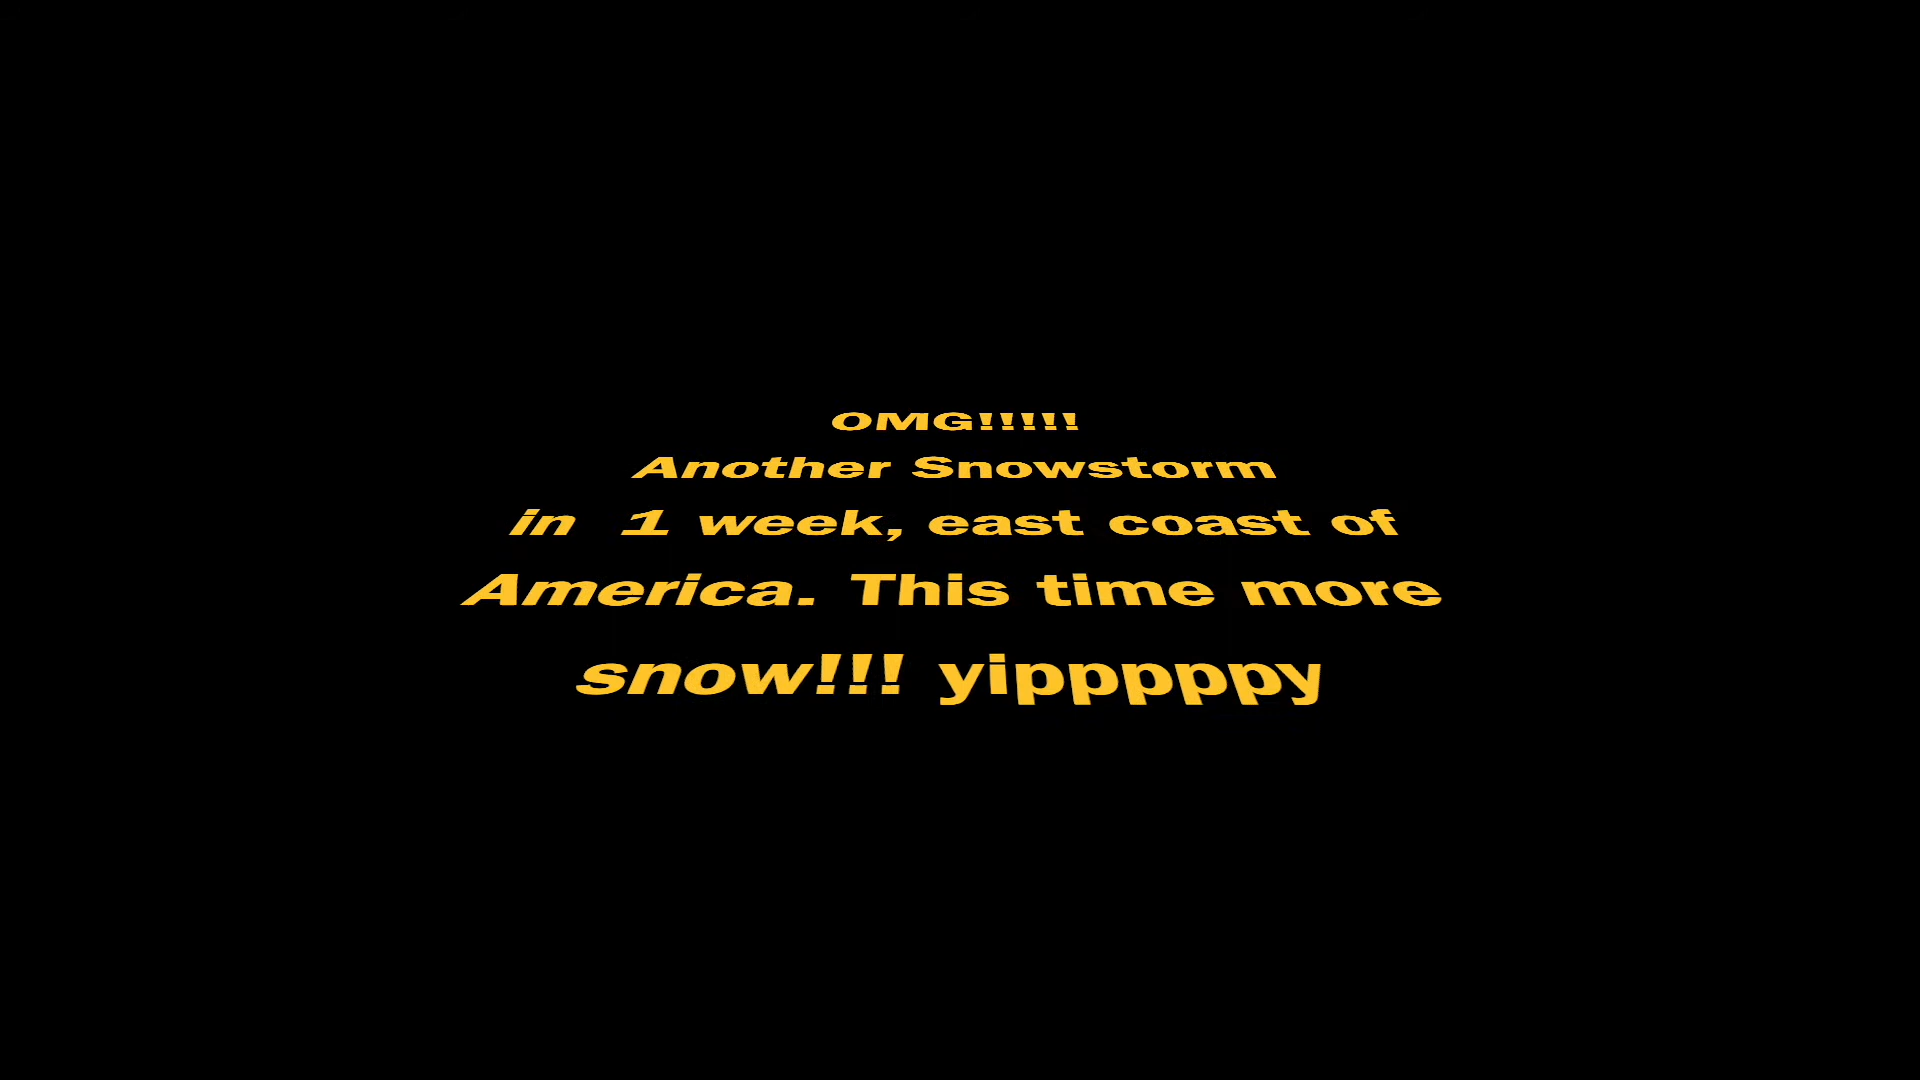 OMG!!!!!
Another Snowstorm
in  1 week, east coast of
America. This time more
snow!!! yipppppy